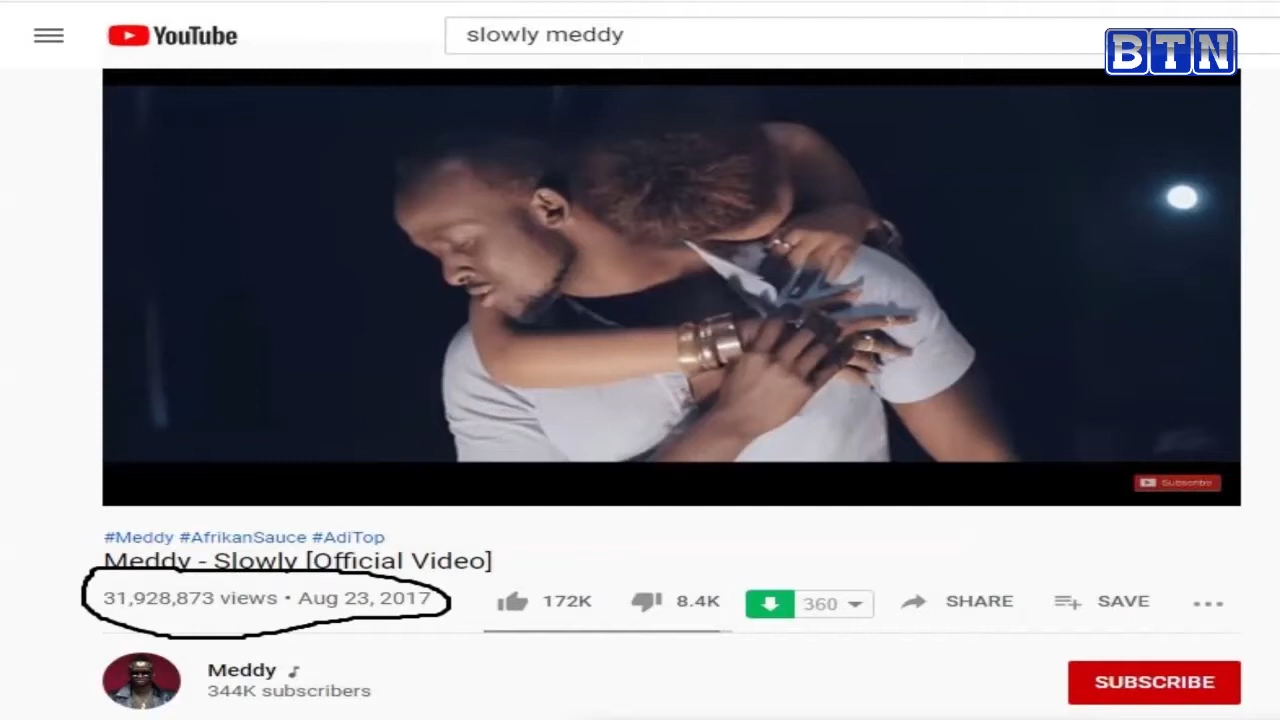 YouTube
slowly meddy
BTN
Subscribe
#Meddy #AfrikanSauce #AdiTop
Meddy - Slowly [Official Video]
31,928,873 views • Aug 23, 2017
172K
8.4K
360
SHARE
SAVE
Meddy
344K subscribers
SUBSCRIBE